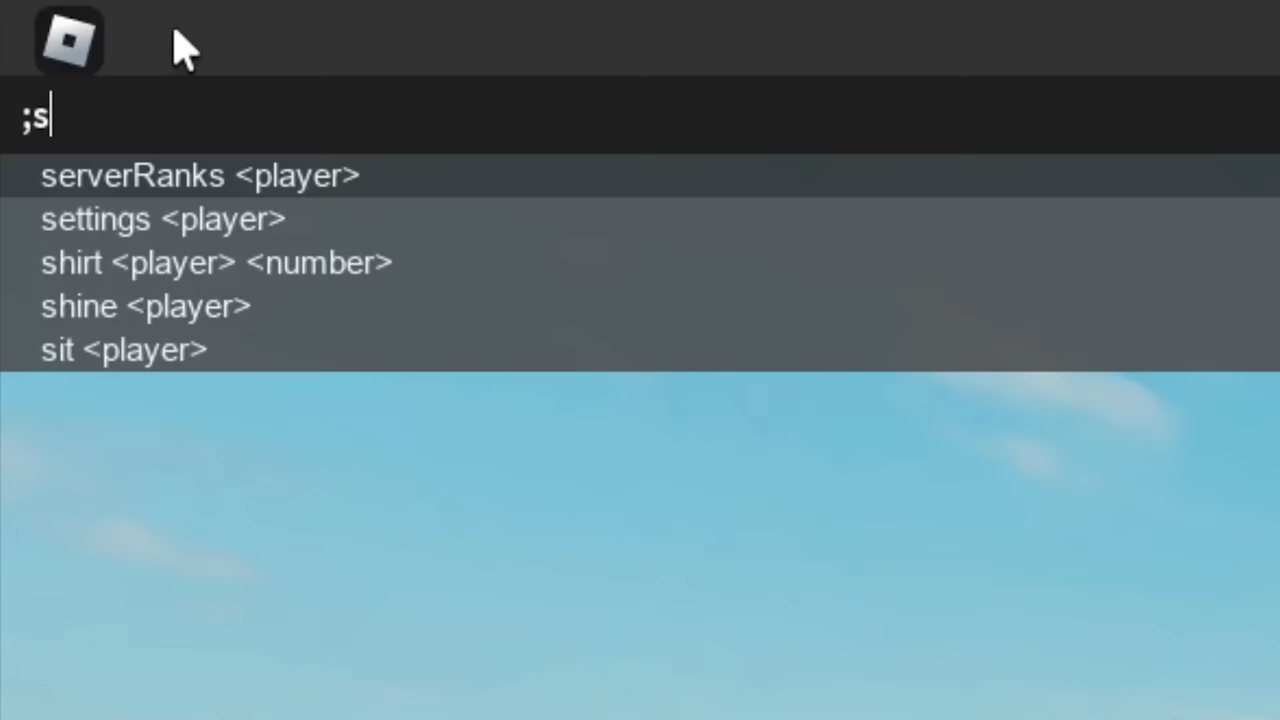 ;s
serverRanks <player>
settings <player>
shirt <player> <number>
shine <player>
sit <player>